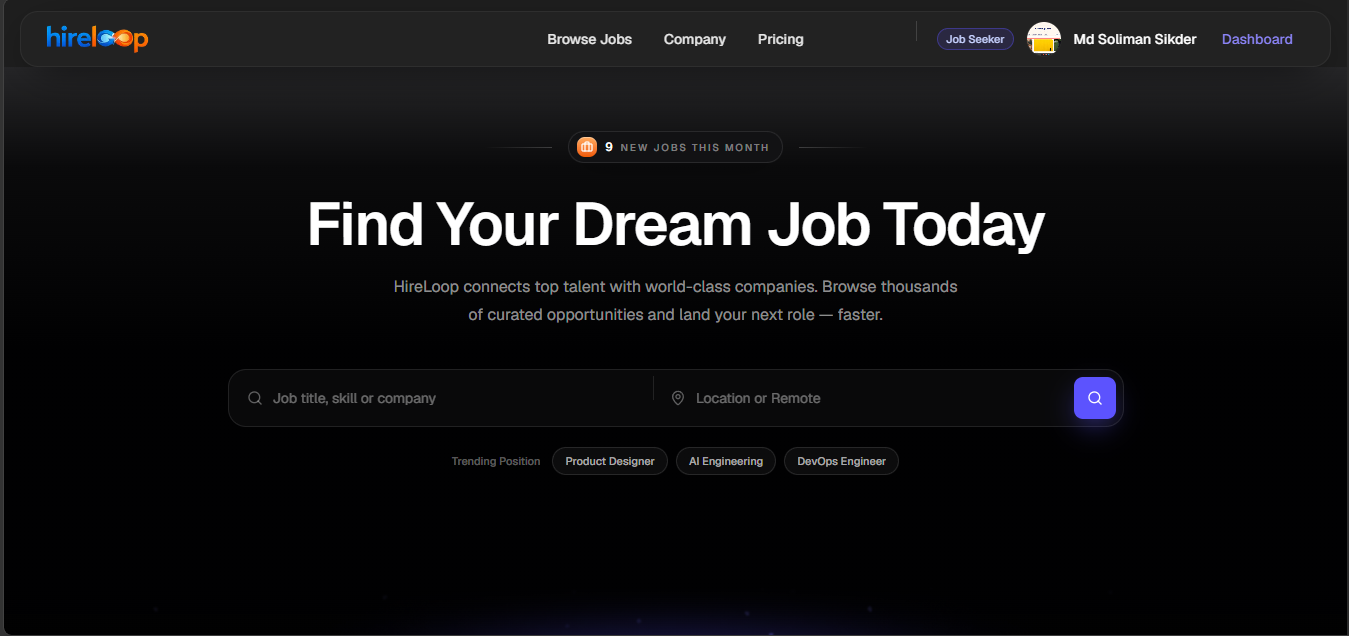 hireloop
Browse Jobs
Company
Pricing
Job Seeker
Md Soliman Sikder
Dashboard
9 NEW JOBS THIS MONTH
Find Your Dream Job Today
HireLoop connects top talent with world-class companies. Browse thousands
of curated opportunities and land your next role — faster.
Job title, skill or company
Location or Remote
Trending Position
Product Designer
AI Engineering
DevOps Engineer